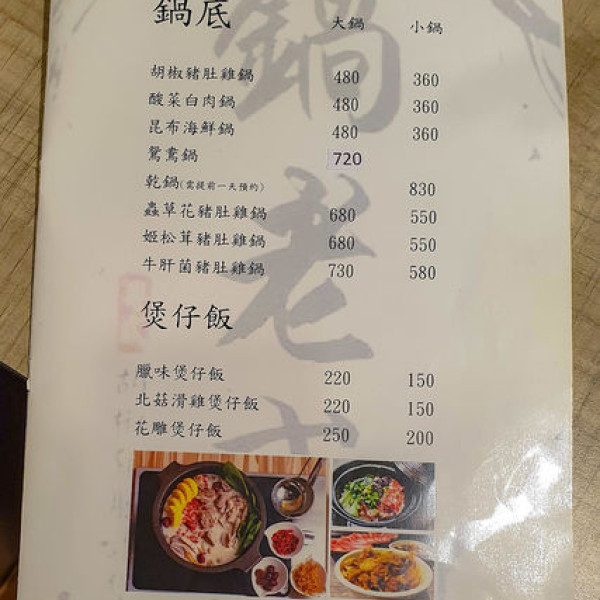 鍋底 大鍋 小鍋
胡椒豬肚雞鍋 480 360
酸菜白肉鍋 480 360
昆布海鮮鍋 480 360
鴛鴦鍋 720
乾鍋(需提前一天預約) 830
蟲草花豬肚雞鍋 680 550
姬松茸豬肚雞鍋 680 550
牛肝菌豬肚雞鍋 730 580
煲仔飯
臘味煲仔飯 220 150
北菇滑雞煲仔飯 220 150
花雕煲仔飯 250 200
鍋
老